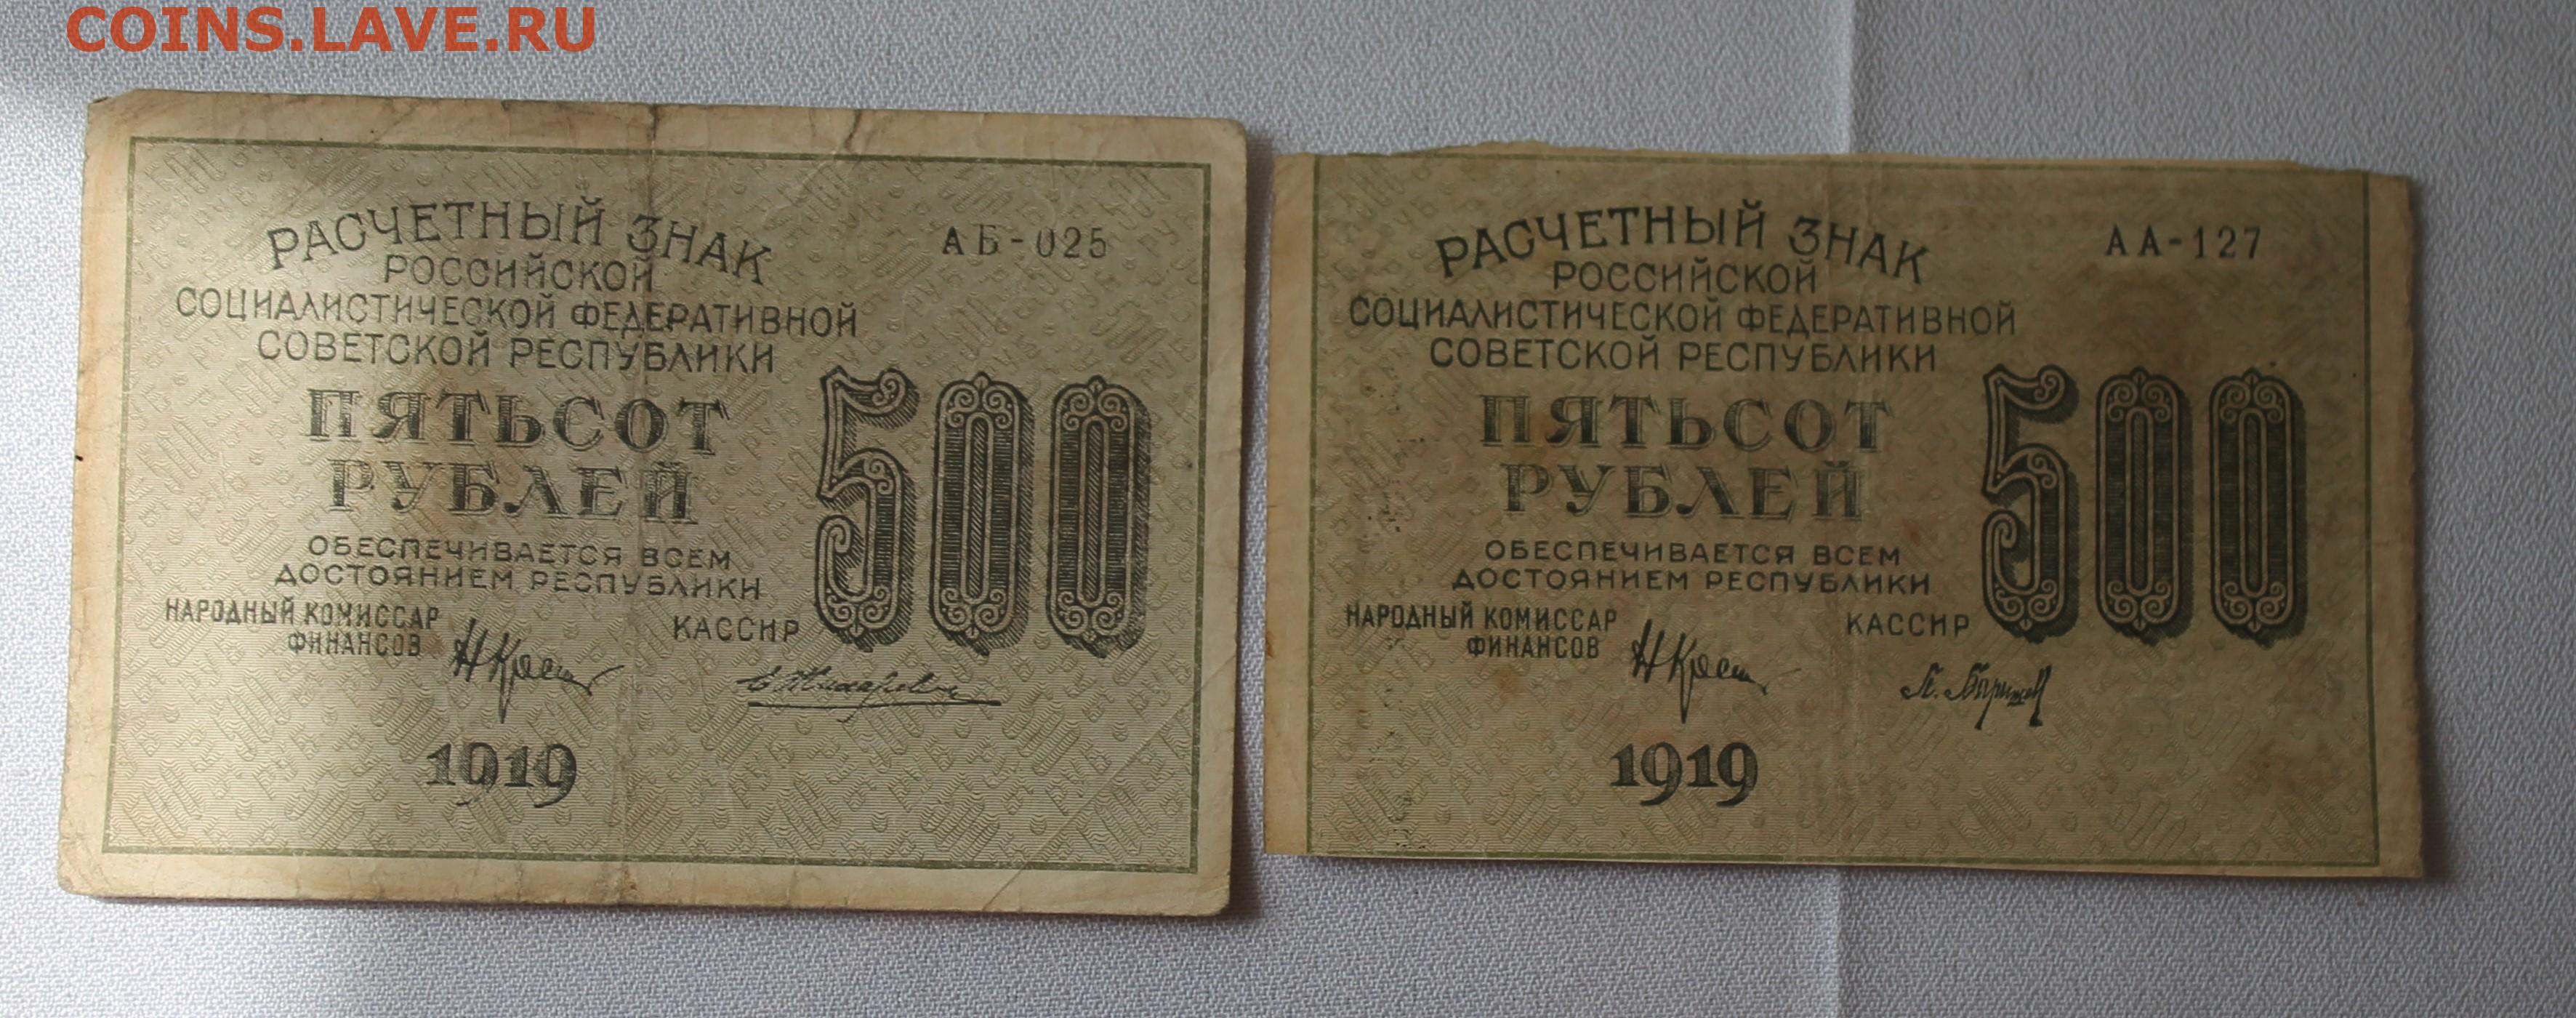 COINS.LAVE.RU
РАСЧЕТНЫЙ ЗНАК
АБ-025
РОССИЙСКОЙ
СОЦИАЛИСТИЧЕСКОЙ ФЕДЕРАТИВНОЙ
СОВЕТСКОЙ РЕСПУБЛИКИ
ПЯТЬСОТ
РУБЛЕЙ
500
ОБЕСПЕЧИВАЕТСЯ ВСЕМ
ДОСТОЯНИЕМ РЕСПУБЛИКИ
НАРОДНЫЙ КОМИССАР
ФИНАНСОВ
КАССИР
1919
РАСЧЕТНЫЙ ЗНАК
АА-127
РОССИЙСКОЙ
СОЦИАЛИСТИЧЕСКОЙ ФЕДЕРАТИВНОЙ
СОВЕТСКОЙ РЕСПУБЛИКИ
ПЯТЬСОТ
РУБЛЕЙ
500
ОБЕСПЕЧИВАЕТСЯ ВСЕМ
ДОСТОЯНИЕМ РЕСПУБЛИКИ
НАРОДНЫЙ КОМИССАР
ФИНАНСОВ
КАССИР
1919